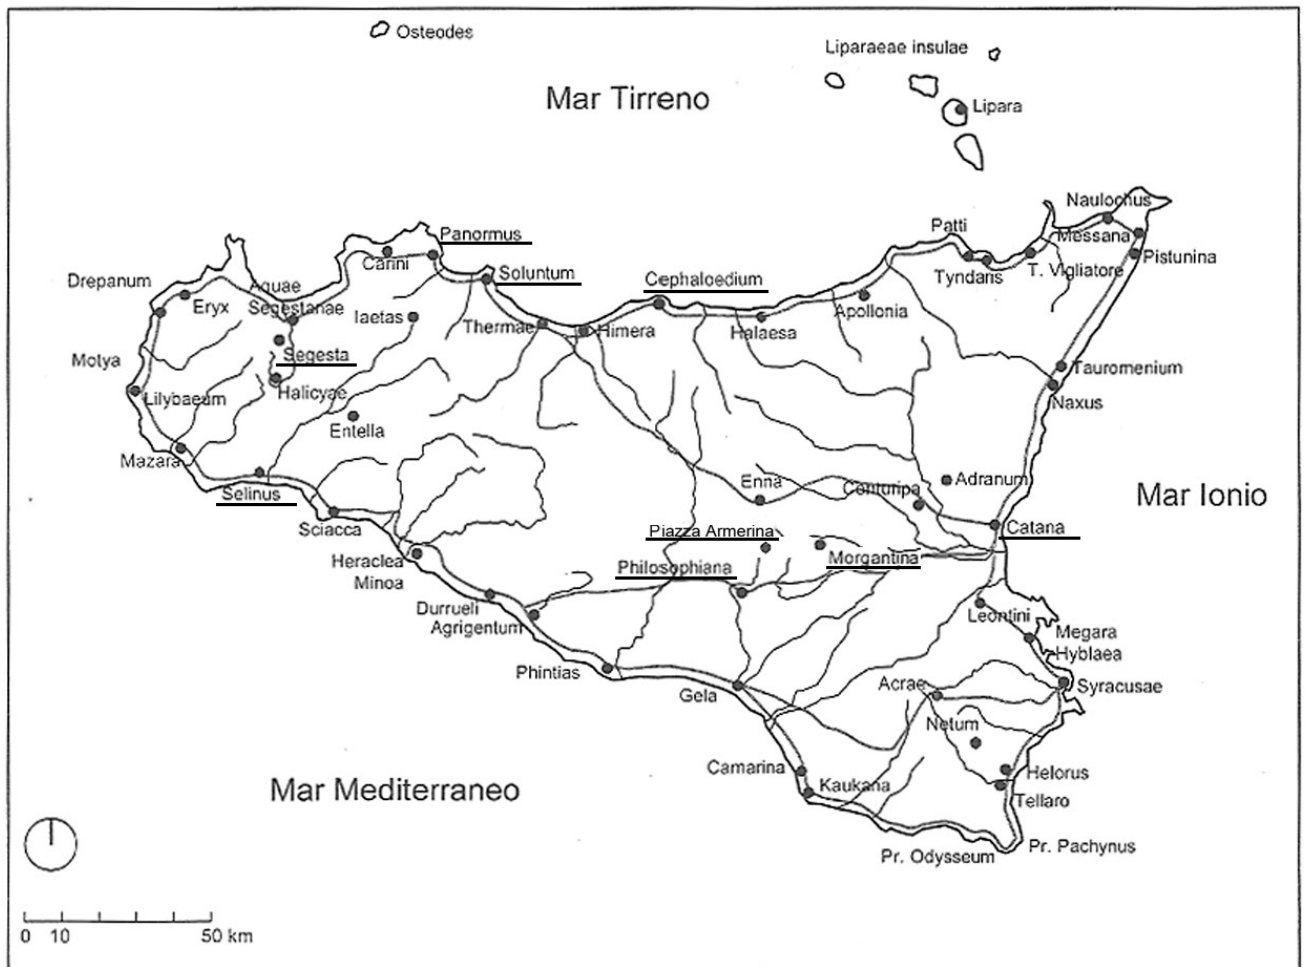 Osteodes
Liparaeae insulae
Mar Tirreno
Lipara
Naulochus
Panormus
Patti
Messana
Carini
Soluntum
Cephaloedium
Tyndaris
T. Vigliatore
Pistunina
Drepanum
Aquae
Segestanae
Eryx
Iaetas
Thermae
Himera
Halaesa
Apollonia
Motya
Segesta
Halicyae
Tauromenium
Lilybaeum
Naxus
Entella
Mazara
Selinus
Enna
Centuripa
Adranum
Mar Ionio
Sciacca
Piazza Armerina
Catana
Heraclea
Minoa
Philosophiana
Morgantina
Durrueli
Agrigentum
Leontini
Megara
Hyblaea
Phintias
Gela
Acrae
Syracusae
Netum
Camarina
Kaukana
Helorus
Tellaro
Mar Mediterraneo
Pr. Odysseum
Pr. Pachynus
0 10 50 km